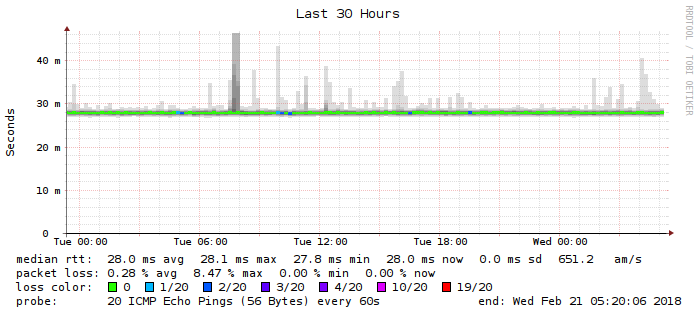 Last 30 Hours
RRDTOOL / TOBI OETIKER
Seconds
40 m
30 m
20 m
10 m
0
Tue 00:00 Tue 06:00 Tue 12:00 Tue 18:00 Wed 00:00
median rtt: 28.0 ms avg 28.1 ms max 27.8 ms min 28.0 ms now 0.0 ms sd 651.2 am/s
packet loss: 0.28 % avg 8.47 % max 0.00 % min 0.00 % now
loss color: 0 1/20 2/20 3/20 4/20 10/20 19/20
probe: 20 ICMP Echo Pings (56 Bytes) every 60s end: Wed Feb 21 05:20:06 2018